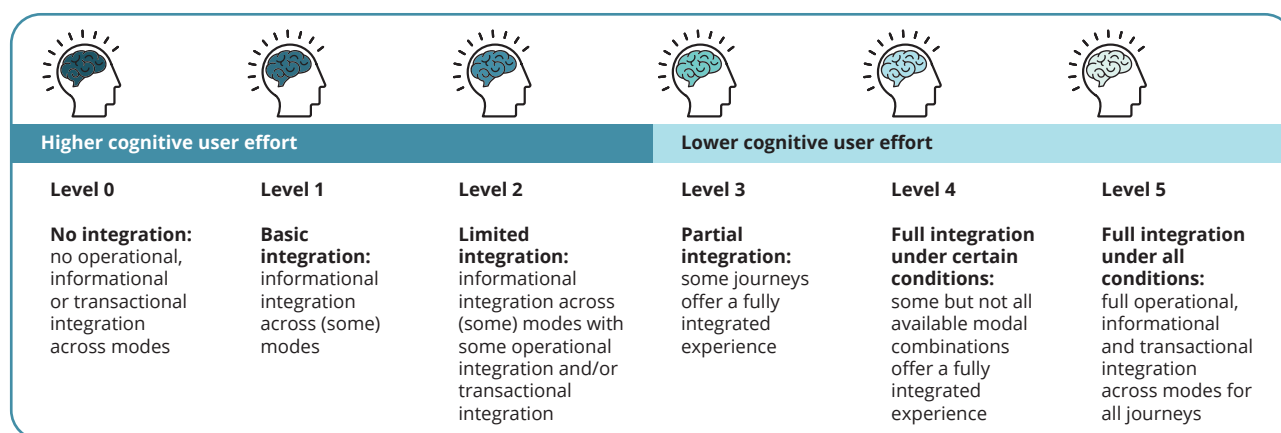 Higher cognitive user effort
Lower cognitive user effort
Level 0
No integration:
no operational,
informational
or transactional
integration
across modes
Level 1
Basic
integration:
informational
integration
across (some)
modes
Level 2
Limited
integration:
informational
integration across
(some) modes with
some operational
integration and/or
transactional
integration
Level 3
Partial
integration:
some journeys
offer a fully
integrated
experience
Level 4
Full integration
under certain
conditions:
some but not all
available modal
combinations
offer a fully
integrated
experience
Level 5
Full integration
under all
conditions:
full operational,
informational
and transactional
integration
across modes for
all journeys